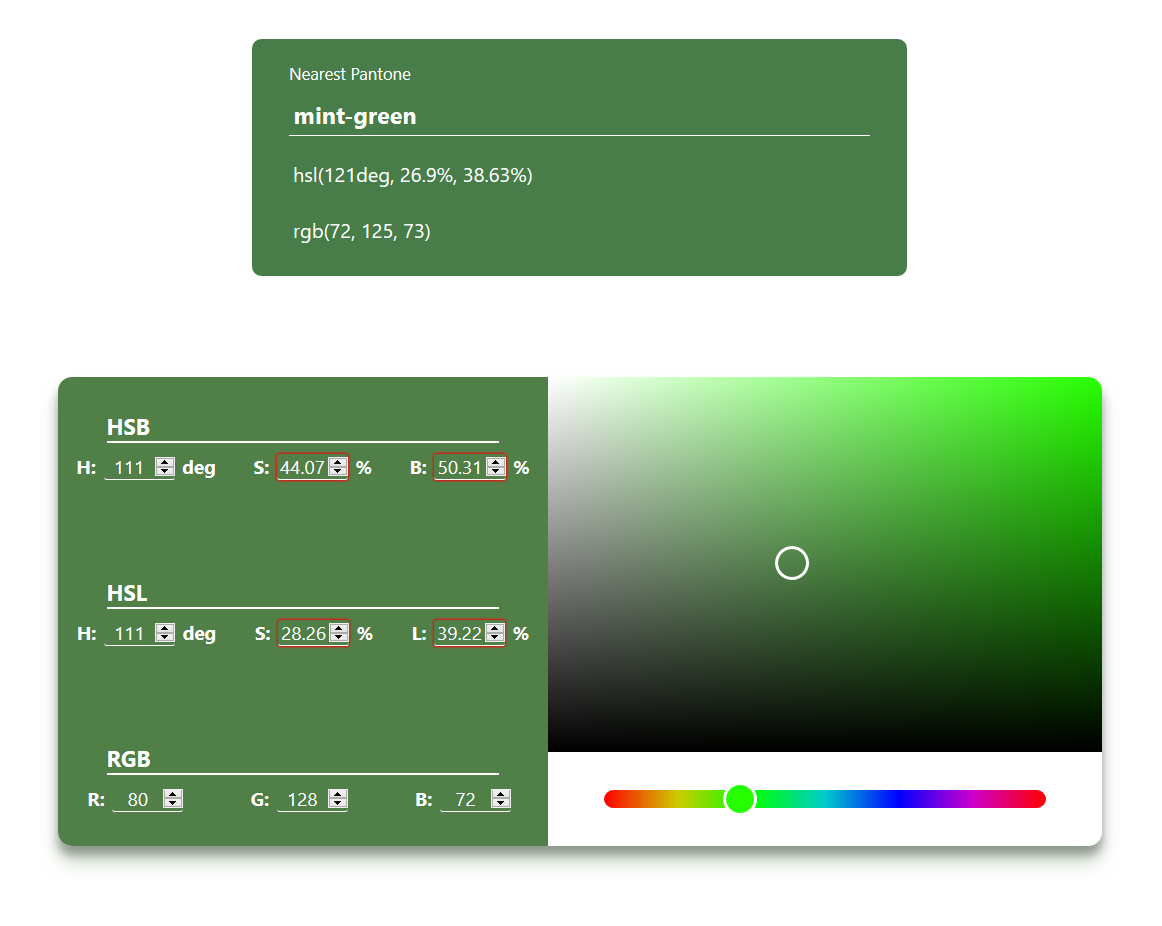 Nearest Pantone
mint-green
hsl(121deg, 26.9%, 38.63%)
rgb(72, 125, 73)
HSB
H: 111 deg S: 44.07 % B: 50.31 %
HSL
H: 111 deg S: 28.26 % L: 39.22 %
RGB
R: 80 G: 128 B: 72